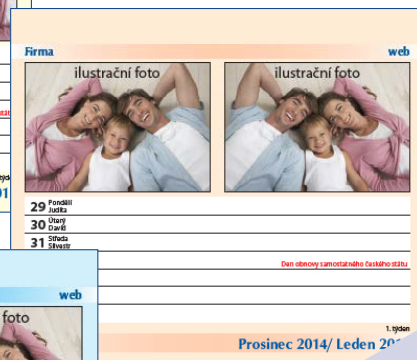 Firma web
ilustrační foto ilustrační foto
29 Pondělí
Judita
30 Úterý
David
31 Středa
Silvestr
Den obnovy samostatného českého státu
1. týden
Prosinec 2014/ Leden
web
foto